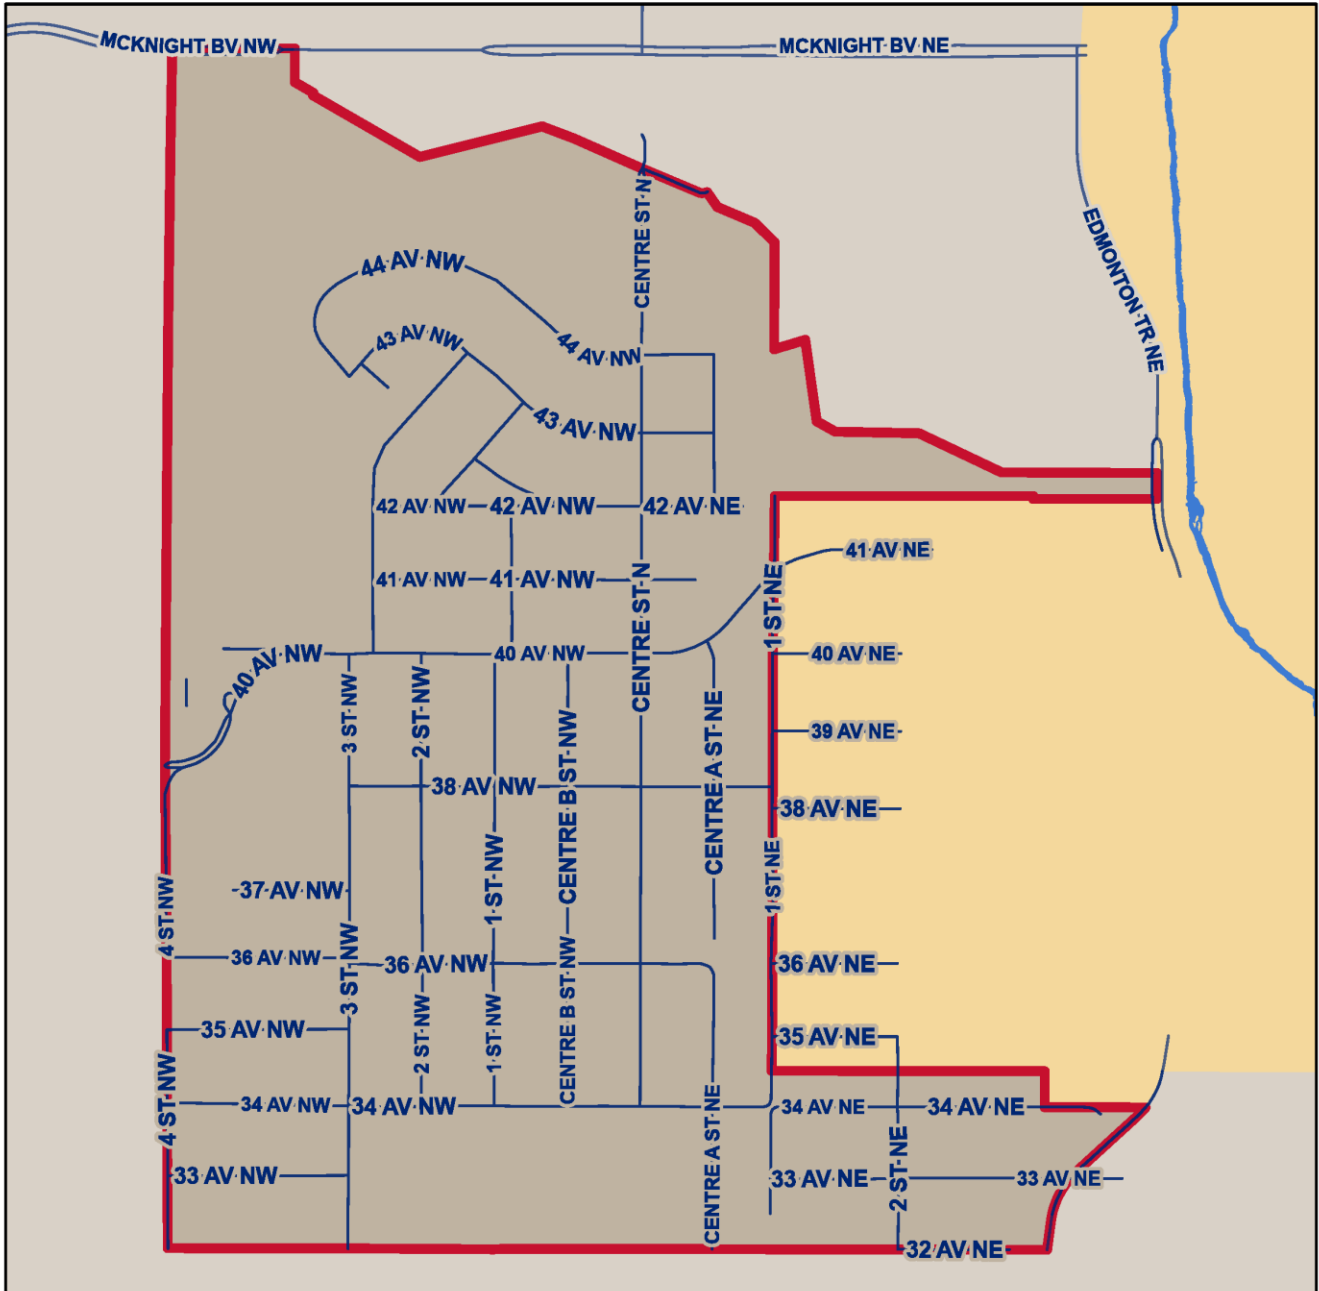 MCKNIGHT BV NW
MCKNIGHT BV NE
CENTRE ST N
EDMONTON TR NE
44 AV NW
43 AV NW
44 AV NW
43 AV NW
42 AV NW
42 AV NW
42 AV NE
41 AV NE
41 AV NW
41 AV NW
CENTRE ST N
1 ST NE
40 AV NW
40 AV NW
40 AV NE
3 ST NW
2 ST NW
CENTRE B ST NW
CENTRE A ST NE
39 AV NE
38 AV NW
38 AV NE
1 ST NW
1 ST NE
37 AV NW
4 ST NW
3 ST NW
36 AV NW
36 AV NW
36 AV NE
CENTRE B ST NW
2 ST NW
1 ST NW
35 AV NW
35 AV NE
4 ST NW
34 AV NW
34 AV NW
34 AV NE
34 AV NE
CENTRE A ST NE
2 ST NE
33 AV NW
33 AV NE
33 AV NE
32 AV NE